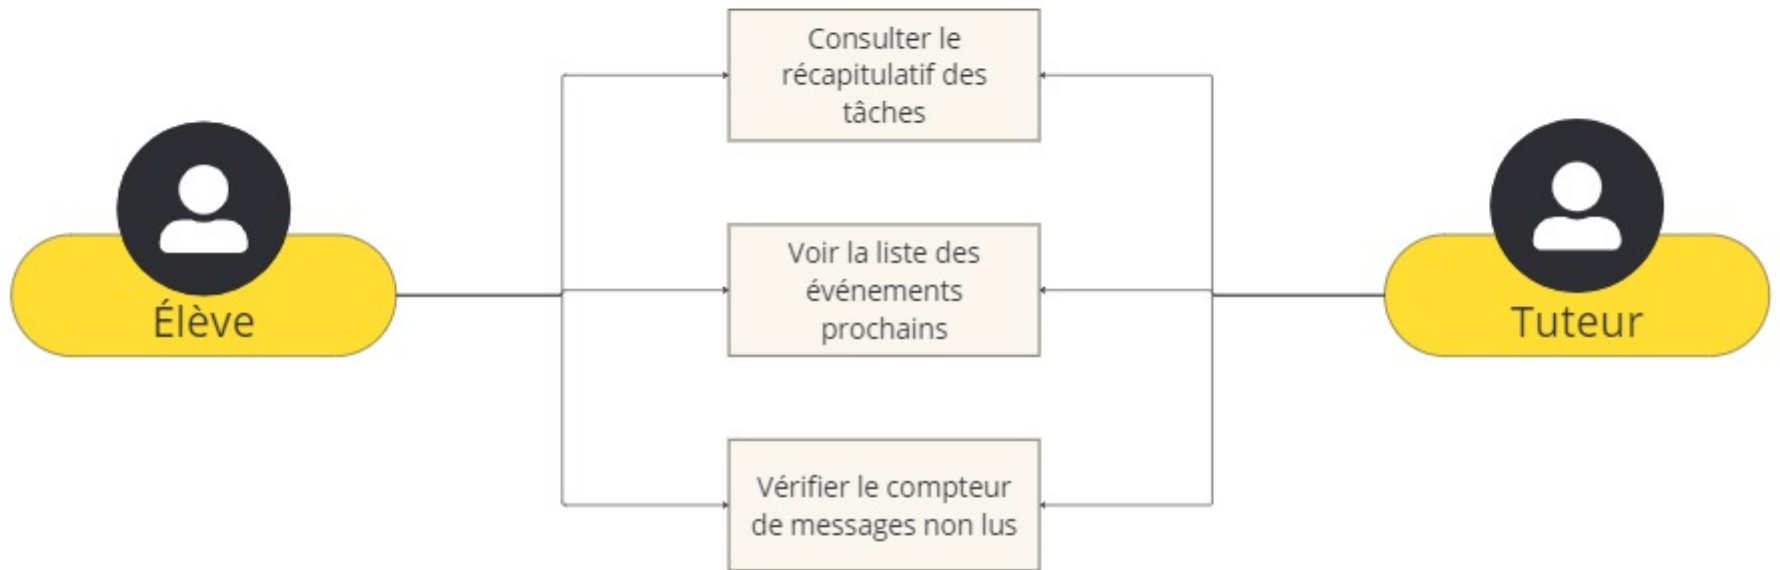 Consulter le
récapitulatif des
tâches
Élève
Voir la liste des
événements
prochains
Tuteur
Vérifier le compteur
de messages non lus